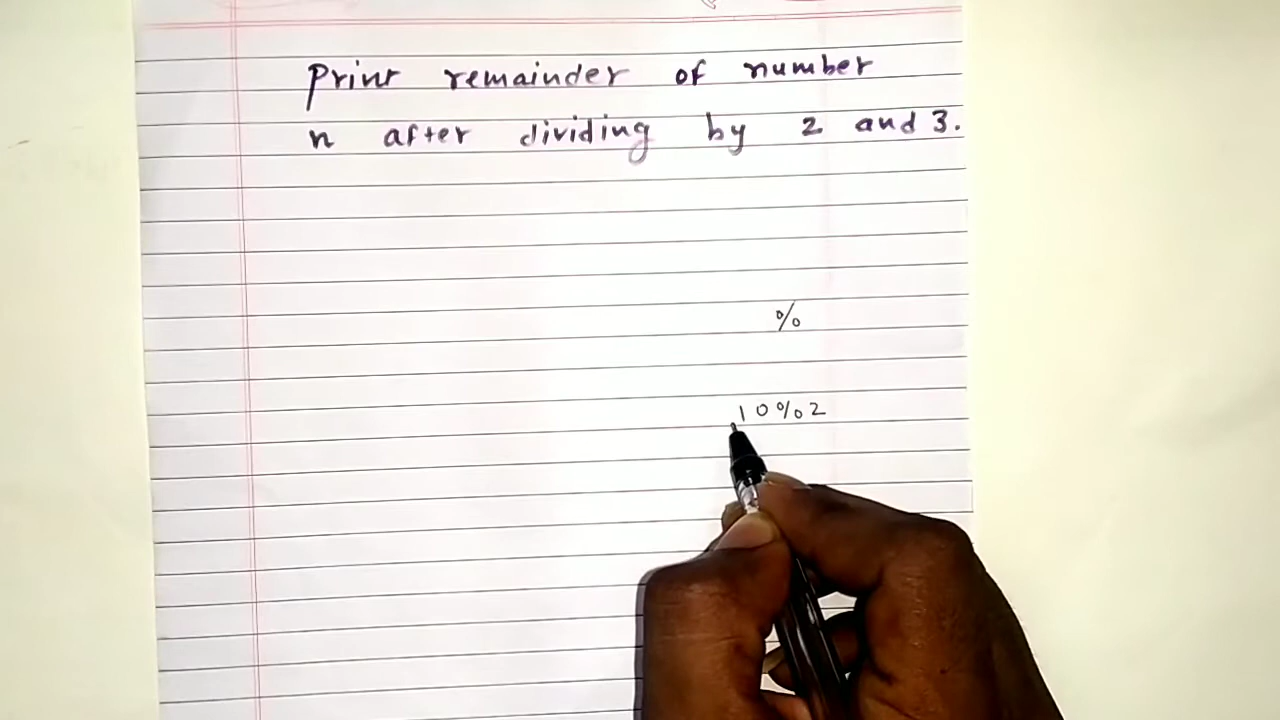 Print remainder of number
n after dividing by 2 and 3.
%
10%2